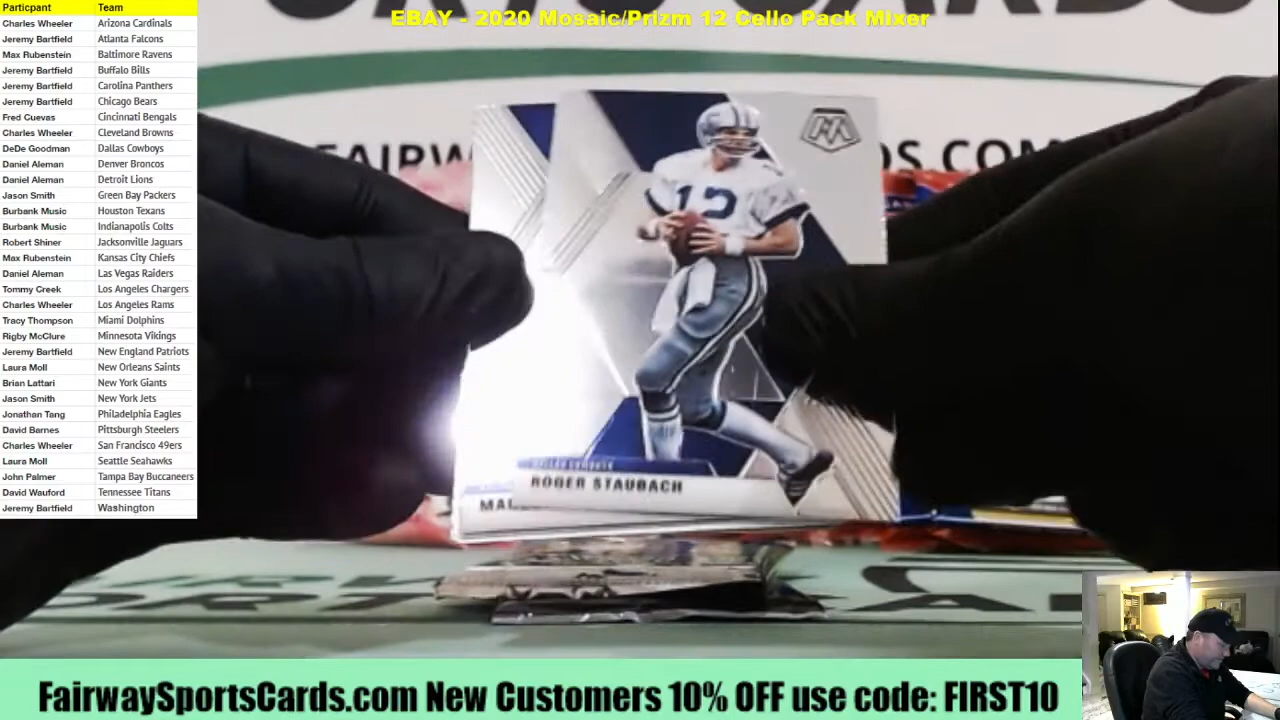 EBAY - 2020 Mosaic/Prizm 12 Cello Pack Mixer
Partcipant Team
Charles Wheeler Arizona Cardinals
Jeremy Bartfield Atlanta Falcons
Max Rubenstein Baltimore Ravens
Jeremy Bartfield Buffalo Bills
Jeremy Bartfield Carolina Panthers
Jeremy Bartfield Chicago Bears
Fred Cuevas Cincinnati Bengals
Charles Wheeler Cleveland Browns
DeDe Goodman Dallas Cowboys
Daniel Aleman Denver Broncos
Daniel Aleman Detroit Lions
Jason Smith Green Bay Packers
Burbank Music Houston Texans
Burbank Music Indianapolis Colts
Robert Shiner Jacksonville Jaguars
Max Rubenstein Kansas City Chiefs
Daniel Aleman Las Vegas Raiders
Tommy Creek Los Angeles Chargers
Charles Wheeler Los Angeles Rams
Tracy Thompson Miami Dolphins
Rigby McClure Minnesota Vikings
Jeremy Bartfield New England Patriots
Laura Moll New Orleans Saints
Brian Lattari New York Giants
Jason Smith New York Jets
Jonathan Tang Philadelphia Eagles
David Barnes Pittsburgh Steelers
Charles Wheeler San Francisco 49ers
Laura Moll Seattle Seahawks
John Palmer Tampa Bay Buccaneers
David Wauford Tennessee Titans
Jeremy Bartfield Washington
12
ROGER STAUBACH
FairwaySportsCards.com New Customers 10% OFF use code: FIRST10